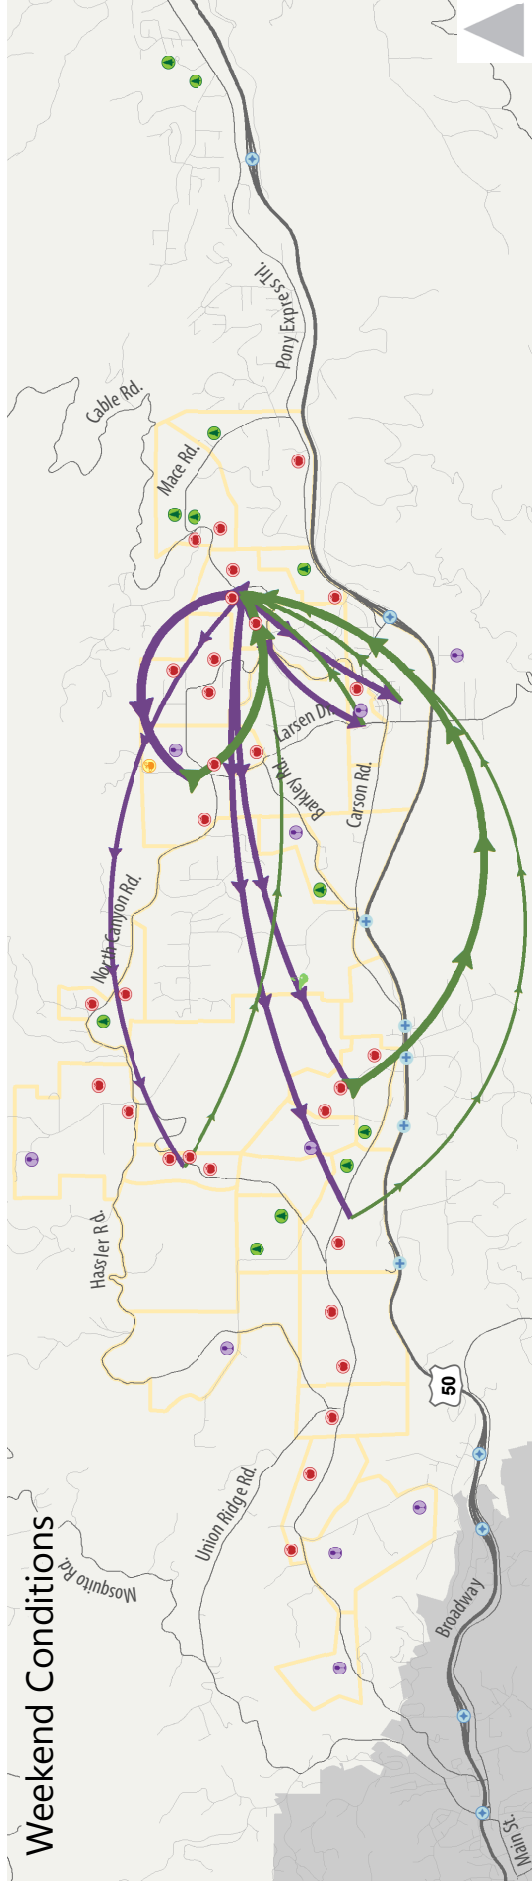 Weekend Conditions
Mosquito Rd.
Union Ridge Rd.
Hassler Rd.
North Canyon Rd.
Cable Rd.
Mace Rd.
Larsen Dr.
Barkley Rd.
Carson Rd.
Pony Express Trl.
50
Broadway
Main St.